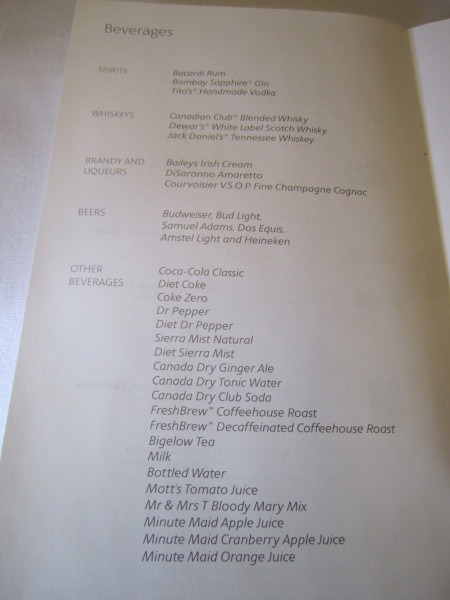 Beverages
SPIRITS
Bacardi Rum
Bombay Sapphire® Gin
Tito's® Handmade Vodka
WHISKEYS
Canadian Club® Blended Whisky
Dewar's® White Label Scotch Whisky
Jack Daniel's® Tennessee Whiskey
BRANDY AND
LIQUEURS
Baileys Irish Cream
DiSaronno Amaretto
Courvoisier V.S.O.P. Fine Champagne Cognac
BEERS
Budweiser, Bud Light,
Samuel Adams, Dos Equis,
Amstel Light and Heineken
OTHER
BEVERAGES
Coca-Cola Classic
Diet Coke
Coke Zero
Dr Pepper
Diet Dr Pepper
Sierra Mist Natural
Diet Sierra Mist
Canada Dry Ginger Ale
Canada Dry Tonic Water
Canada Dry Club Soda
FreshBrew™ Coffeehouse Roast
FreshBrew™ Decaffeinated Coffeehouse Roast
Bigelow Tea
Milk
Bottled Water
Mott's Tomato Juice
Mr & Mrs T Bloody Mary Mix
Minute Maid Apple Juice
Minute Maid Cranberry Apple Juice
Minute Maid Orange Juice